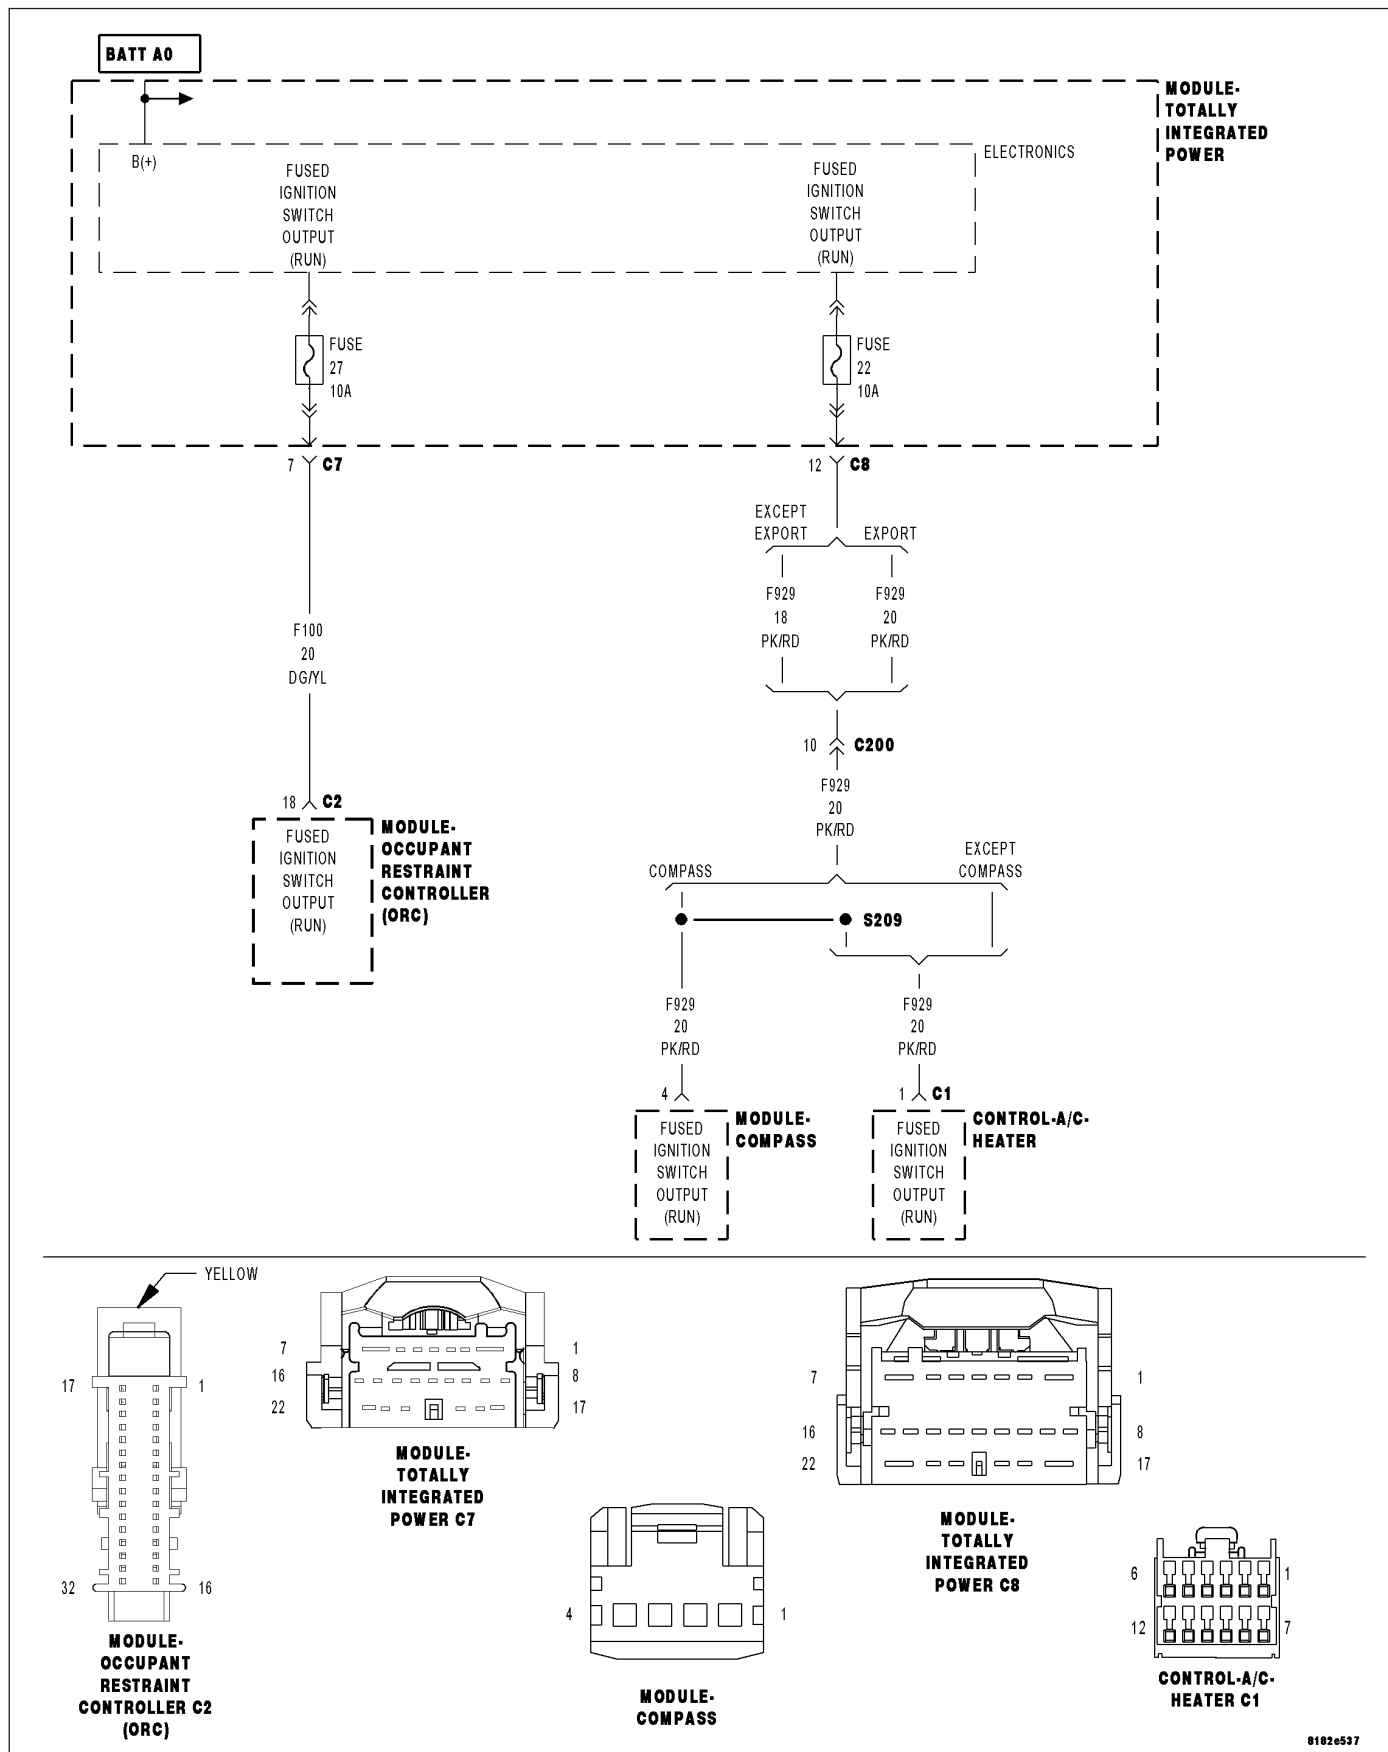 BATT A0
MODULE-
TOTALLY
INTEGRATED
POWER
B(+)
ELECTRONICS
FUSED
IGNITION
SWITCH
OUTPUT
(RUN)
FUSED
IGNITION
SWITCH
OUTPUT
(RUN)
FUSE
27
10A
FUSE
22
10A
7 C7
12 C8
EXCEPT
EXPORT
EXPORT
F929
18
PK/RD
F929
20
PK/RD
F100
20
DG/YL
10 C200
F929
20
PK/RD
18 C2
FUSED
IGNITION
SWITCH
OUTPUT
(RUN)
MODULE-
OCCUPANT
RESTRAINT
CONTROLLER
(ORC)
COMPASS
EXCEPT
COMPASS
S209
F929
20
PK/RD
F929
20
PK/RD
4
1 C1
FUSED
IGNITION
SWITCH
OUTPUT
(RUN)
MODULE-
COMPASS
FUSED
IGNITION
SWITCH
OUTPUT
(RUN)
CONTROL-A/C-
HEATER
YELLOW
17 1
32 16
MODULE-
OCCUPANT
RESTRAINT
CONTROLLER C2
(ORC)
7 1
16 8
22 17
MODULE-
TOTALLY
INTEGRATED
POWER C7
4 1
MODULE-
COMPASS
7 1
16 8
22 17
MODULE-
TOTALLY
INTEGRATED
POWER C8
6 1
12 7
CONTROL-A/C-
HEATER C1
8182e537